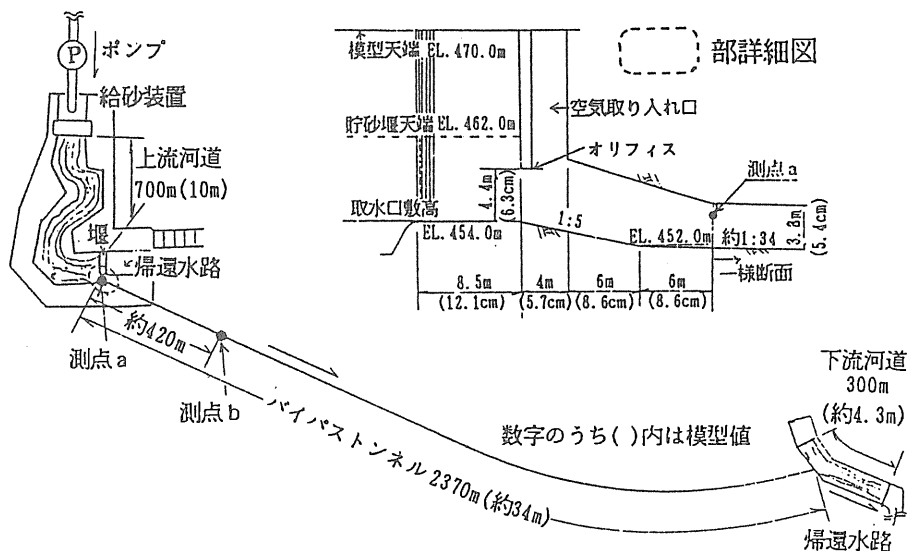 P
ポンプ
給砂装置
上流河道
700m(10m)
堰
帰還水路
約420m
測点a
測点b
バイパストンネル 2370m(約34m)
数字のうち( )内は模型値
下流河道
300m
(約4.3m)
帰還水路
部詳細図
模型天端 EL.470.0m
空気取り入れ口
貯砂堰天端 EL.462.0m
オリフィス
測点a
4.4m
(6.3cm)
取水口敷高
EL.454.0m
1:5
EL.452.0m
約1:34
3.8m
(5.4cm)
一様断面
8.5m
(12.1cm)
4m
(5.7cm)
6m
(8.6cm)
6m
(8.6cm)